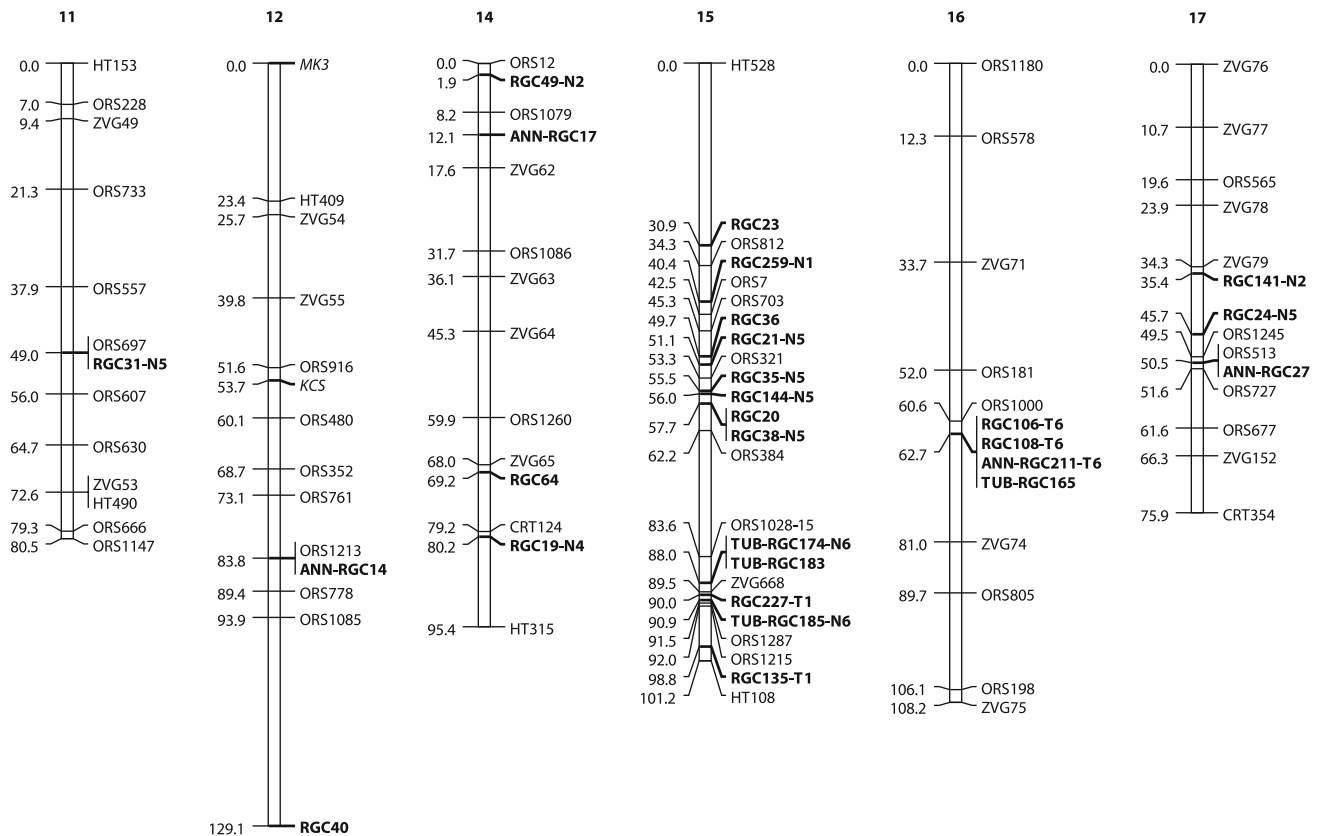 11
0.0 HT153
7.0 ORS228
9.4 ZVG49
21.3 ORS733
37.9 ORS557
49.0 ORS697
RGC31-N5
56.0 ORS607
64.7 ORS630
72.6 ZVG53
HT490
79.3 ORS666
80.5 ORS1147
12
0.0 MK3
23.4 HT409
25.7 ZVG54
39.8 ZVG55
51.6 ORS916
53.7 KCS
60.1 ORS480
68.7 ORS352
73.1 ORS761
83.8 ORS1213
ANN-RGC14
89.4 ORS778
93.9 ORS1085
129.1 RGC40
14
0.0 ORS12
1.9 RGC49-N2
8.2 ORS1079
12.1 ANN-RGC17
17.6 ZVG62
31.7 ORS1086
36.1 ZVG63
45.3 ZVG64
59.9 ORS1260
68.0 ZVG65
69.2 RGC64
79.2 CRT124
80.2 RGC19-N4
95.4 HT315
15
0.0 HT528
30.9 RGC23
34.3 ORS812
40.4 RGC259-N1
42.5 ORS7
45.3 ORS703
49.7 RGC36
51.1 RGC21-N5
53.3 ORS321
55.5 RGC35-N5
56.0 RGC144-N5
57.7 RGC20
RGC38-N5
62.2 ORS384
83.6 ORS1028-15
88.0 TUB-RGC174-N6
TUB-RGC183
89.5 ZVG668
90.0 RGC227-T1
90.9 TUB-RGC185-N6
91.5 ORS1287
92.0 ORS1215
98.8 RGC135-T1
101.2 HT108
16
0.0 ORS1180
12.3 ORS578
33.7 ZVG71
52.0 ORS181
60.6 ORS1000
62.7 RGC106-T6
RGC108-T6
ANN-RGC211-T6
TUB-RGC165
81.0 ZVG74
89.7 ORS805
106.1 ORS198
108.2 ZVG75
17
0.0 ZVG76
10.7 ZVG77
19.6 ORS565
23.9 ZVG78
34.3 ZVG79
35.4 RGC141-N2
45.7 RGC24-N5
49.5 ORS1245
50.5 ORS513
ANN-RGC27
51.6 ORS727
61.6 ORS677
66.3 ZVG152
75.9 CRT354